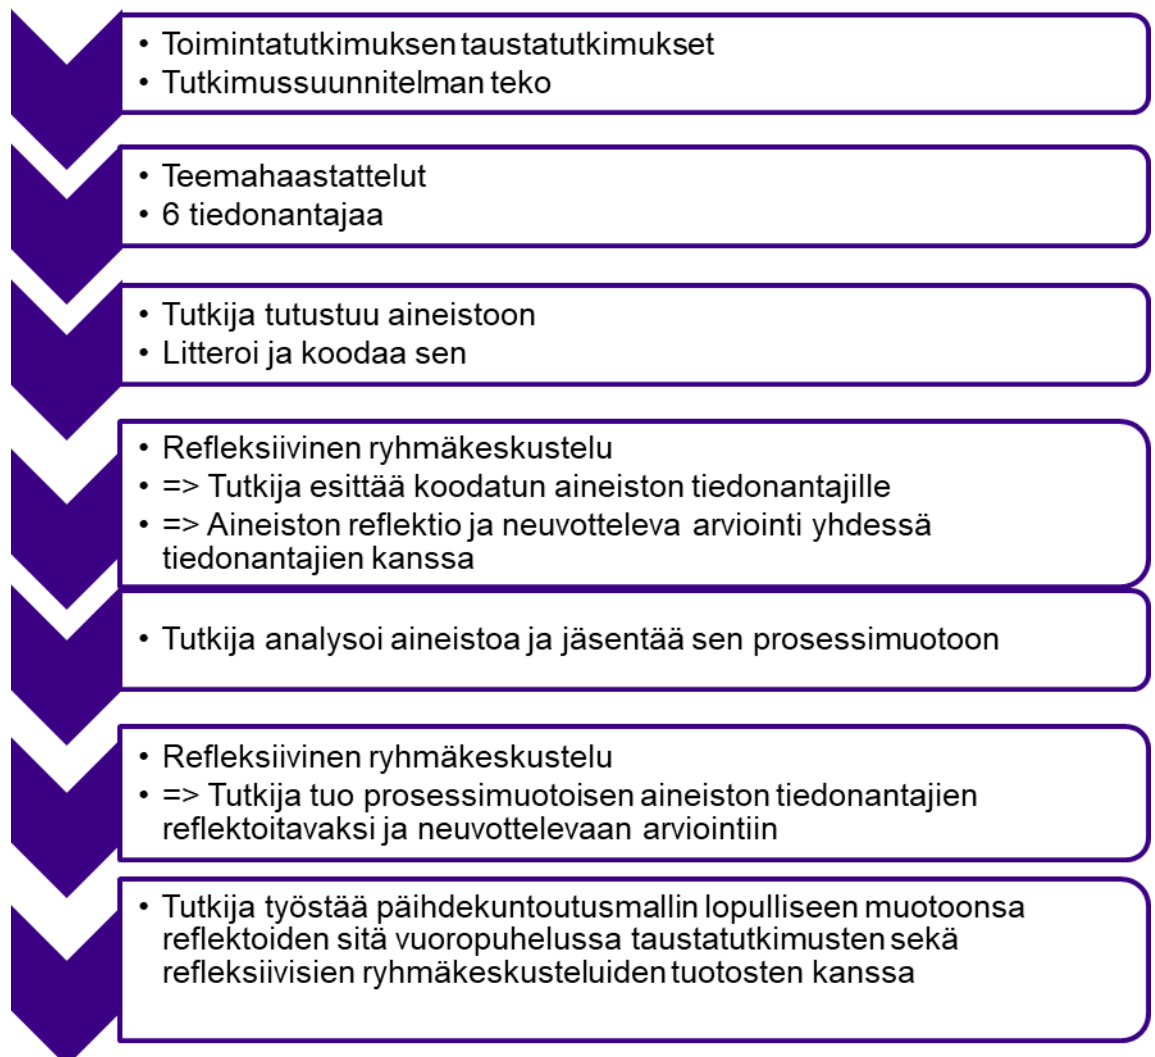 • Toimintatutkimuksen taustatutkimukset
• Tutkimussuunnitelman teko
• Teemahaastattelut
• 6 tiedonantajaa
• Tutkija tutustuu aineistoon
• Litteroi ja koodaa sen
• Refleksiivinen ryhmäkeskustelu
• => Tutkija esittää koodatun aineiston tiedonantajille
• => Aineiston reflektio ja neuvotteleva arviointi yhdessä
tiedonantajien kanssa
• Tutkija analysoi aineistoa ja jäsentää sen prosessimuotoon
• Refleksiivinen ryhmäkeskustelu
• => Tutkija tuo prosessimuotoisen aineiston tiedonantajien
reflektoitavaksi ja neuvottelevaan arviointiin
• Tutkija työstää päihdekuntoutusmallin lopulliseen muotoonsa
reflektoiden sitä vuoropuhelussa taustatutkimusten sekä
refleksiivisien ryhmäkeskusteluiden tuotosten kanssa